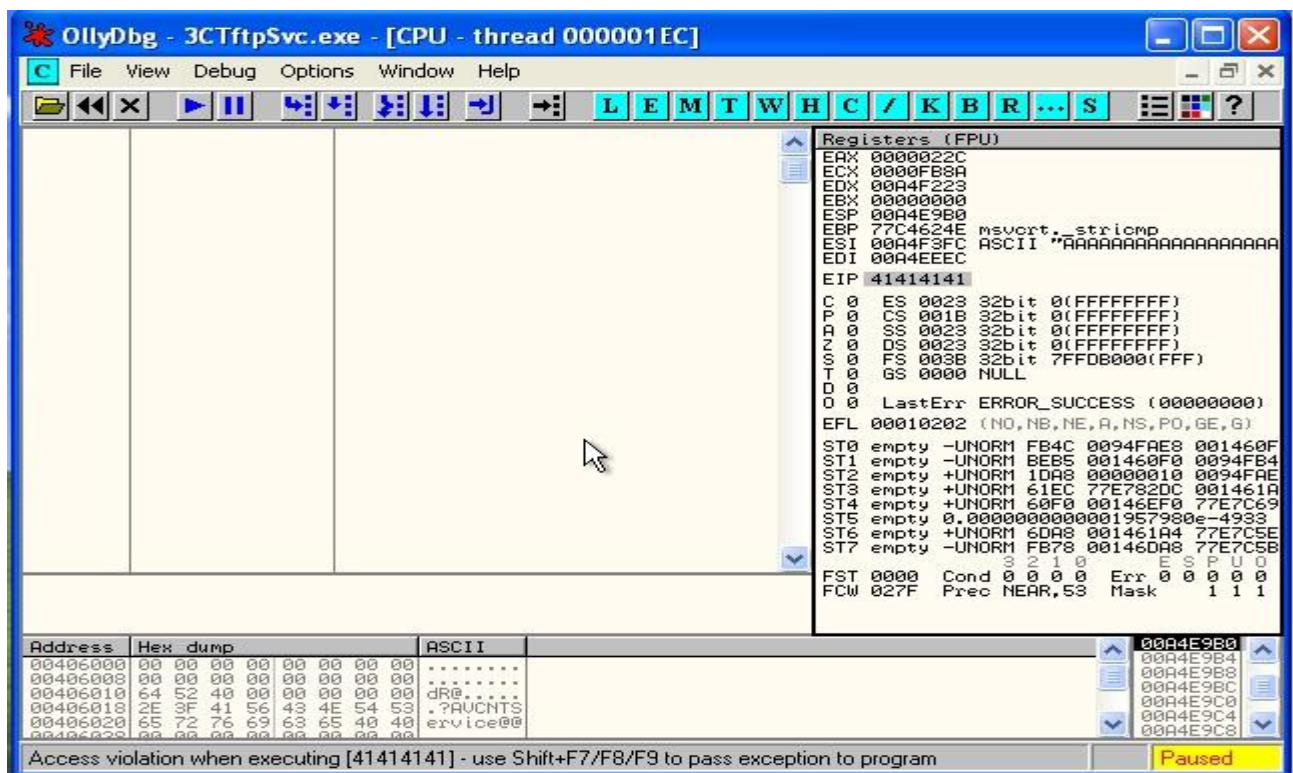 OllyDbg - 3CTftpSvc.exe - [CPU - thread 000001EC]
C File View Debug Options Window Help
L E M T W H C / K B R ... S ?
Registers (FPU)
EAX 0000022C
ECX 0000FB8A
EDX 00A4F223
EBX 00000000
ESP 00A4E9B0
EBP 77C4624E msvcrt._stricmp
ESI 00A4F3FC ASCII "AAAAAAAAAAAAAAAAAAA
EDI 00A4EEEC
EIP 41414141
C 0 ES 0023 32bit 0(FFFFFFFF)
P 0 CS 001B 32bit 0(FFFFFFFF)
A 0 SS 0023 32bit 0(FFFFFFFF)
Z 0 DS 0023 32bit 0(FFFFFFFF)
S 0 FS 003B 32bit 7FFDB000(FFF)
T 0 GS 0000 NULL
D 0
O 0 LastErr ERROR_SUCCESS (00000000)
EFL 00010202 (NO,NB,NE,A,NS,PO,GE,G)
ST0 empty -UNORM FB4C 0094FAE8 001460F
ST1 empty -UNORM BEB5 001460F0 0094FB4
ST2 empty +UNORM 1DA8 00000010 0094FAE
ST3 empty +UNORM 61EC 77E782DC 001461A
ST4 empty +UNORM 60F0 00146EF0 77E7C69
ST5 empty 0.0000000000001957980e-4933
ST6 empty +UNORM 6DA8 001461A4 77E7C5E
ST7 empty -UNORM FB78 00146DA8 77E7C5B
3 2 1 0 E S P U O
FST 0000 Cond 0 0 0 0 Err 0 0 0 0 0
FCW 027F Prec NEAR,53 Mask 1 1 1
Address Hex dump ASCII
00406000 00 00 00 00 00 00 00 00 ........
00406008 00 00 00 00 00 00 00 00 ........
00406010 64 52 40 00 00 00 00 00 dR@.....
00406018 2E 3F 41 56 43 4E 54 53 .?AVCNTS
00406020 65 72 76 69 63 65 40 40 ervice@@
00406028 00 00 00 00 00 00 00 00
00A4E9B0
00A4E9B4
00A4E9B8
00A4E9BC
00A4E9C0
00A4E9C4
00A4E9C8
Access violation when executing [41414141] - use Shift+F7/F8/F9 to pass exception to program Paused